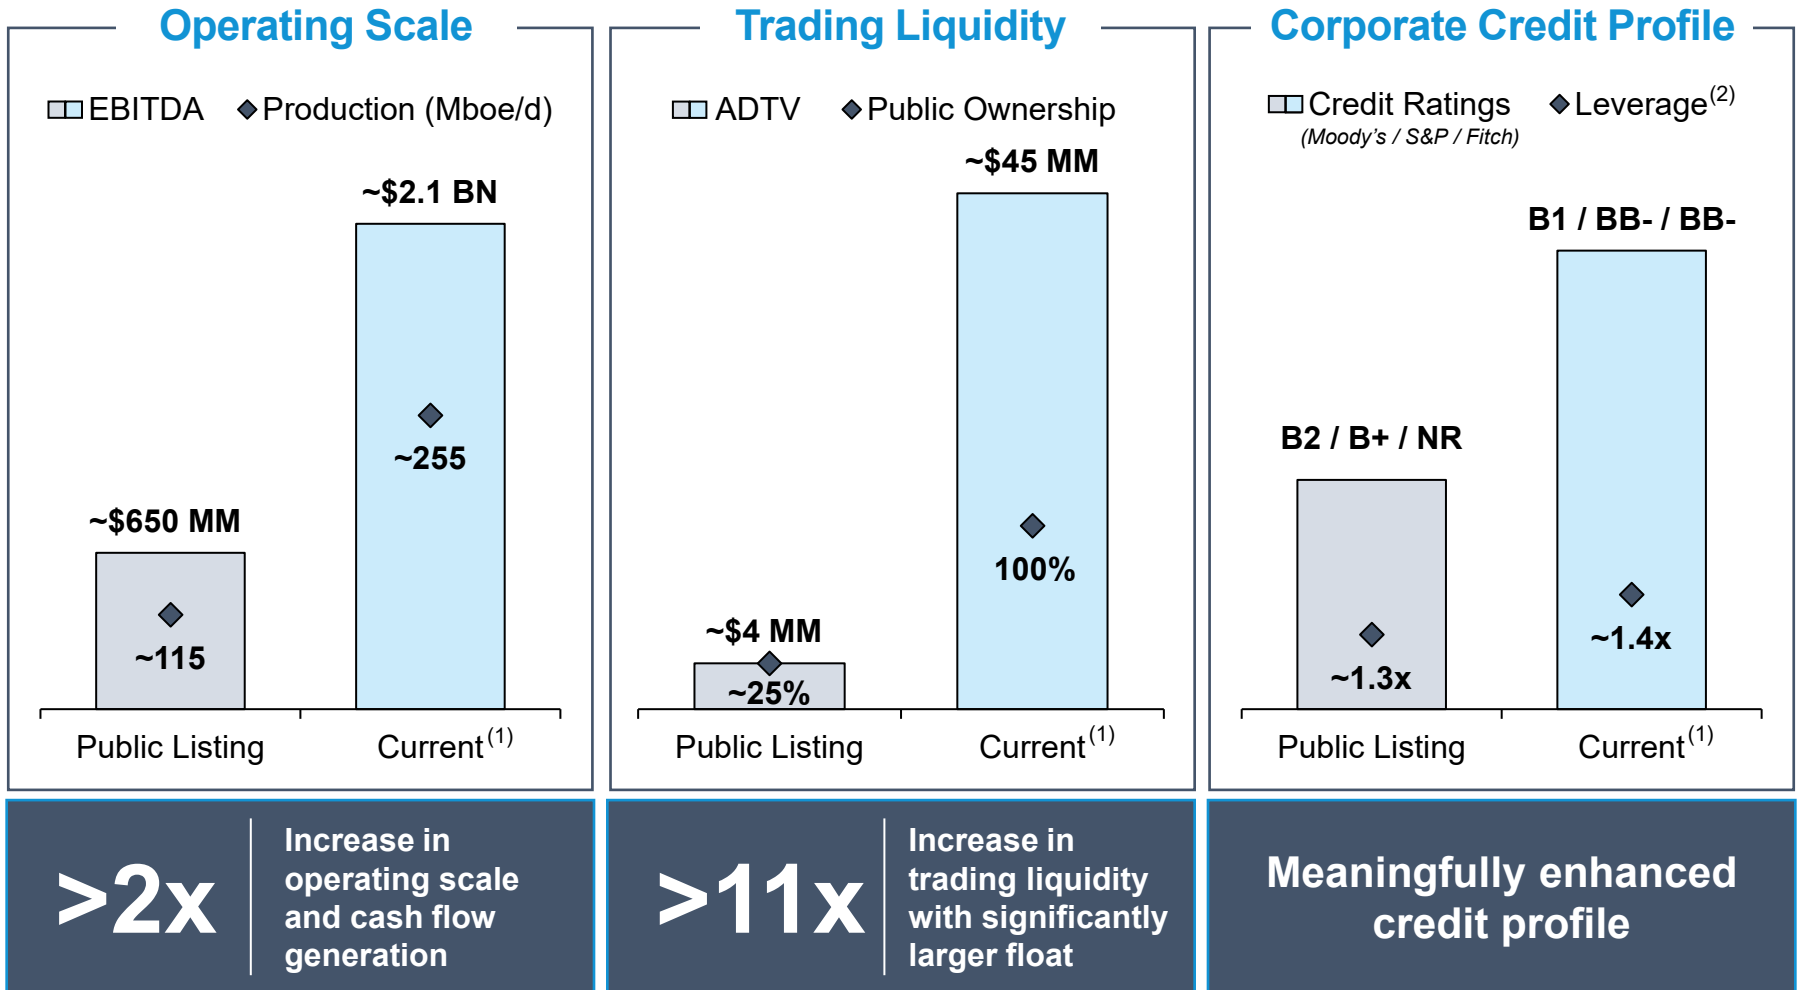 Operating Scale
EBITDA
Production (Mboe/d)
~$2.1 BN
~255
~$650 MM
~115
Public Listing
Current(1)
>2x
Increase in
operating scale
and cash flow
generation
Trading Liquidity
ADTV
Public Ownership
~$45 MM
100%
~$4 MM
~25%
Public Listing
Current(1)
>11x
Increase in
trading liquidity
with significantly
larger float
Corporate Credit Profile
Credit Ratings
(Moody's / S&P / Fitch)
Leverage(2)
B1 / BB- / BB-
B2 / B+ / NR
~1.4x
~1.3x
Public Listing
Current(1)
Meaningfully enhanced
credit profile